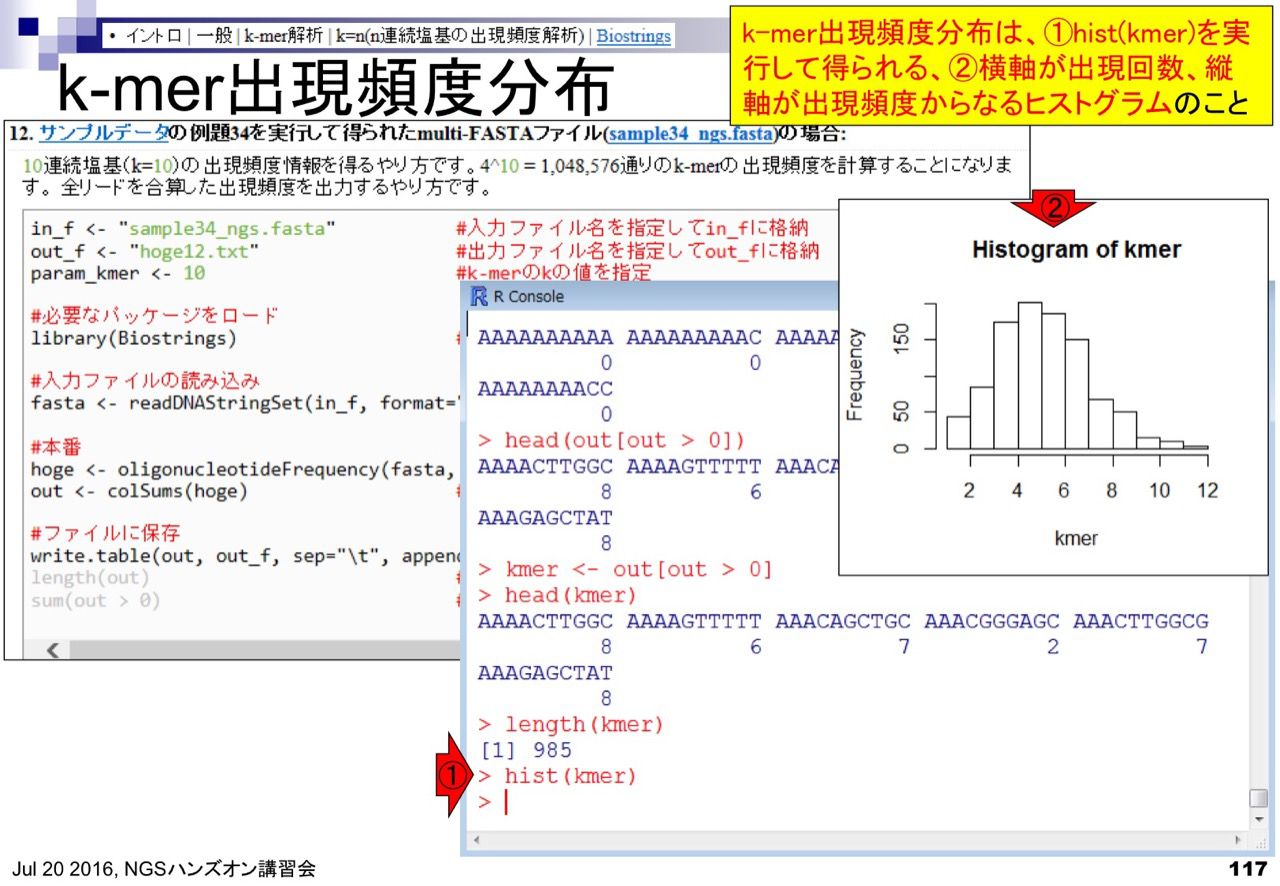 • イントロ | 一般 | k-mer解析 | k=n(n連続塩基の出現頻度解析) | Biostrings
k-mer出現頻度分布
k-mer出現頻度分布は、①hist(kmer)を実
行して得られる、②横軸が出現回数、縦
軸が出現頻度からなるヒストグラムのこと
12. サンプルデータの例題34を実行して得られたmulti-FASTAファイル(sample34_ngs.fasta)の場合:
10連続塩基(k=10)の出現頻度情報を得るやり方です。4^10 = 1,048,576通りのk-merの出現頻度を計算することになりま
す。全リードを合算した出現頻度を出力するやり方です。
in_f <- "sample34_ngs.fasta" #入力ファイル名を指定してin_fに格納
out_f <- "hoge12.txt" #出力ファイル名を指定してout_fに格納
param_kmer <- 10 #k-merのkの値を指定
#必要なパッケージをロード
library(Biostrings)
#入力ファイルの読み込み
fasta <- readDNAStringSet(in_f, format="
#本番
hoge <- oligonucleotideFrequency(fasta,
out <- colSums(hoge)
#ファイルに保存
write.table(out, out_f, sep="\t", appen
length(out)
sum(out > 0)
R Console
AAAAAAAAAA AAAAAAAAAC AAAAA
0 0
AAAAAAAACC
0
> head(out[out > 0])
AAAACTTGGC AAAAGTTTTT AAACA
8 6
AAAGAGCTAT
8
> kmer <- out[out > 0]
> head(kmer)
AAAACTTGGC AAAAGTTTTT AAACAGCTGC AAACGGGAGC AAACTTGGCG
8 6 7 2 7
AAAGAGCTAT
8
> length(kmer)
[1] 985
① > hist(kmer)
>
②
Histogram of kmer
Frequency
150
50
0
2 4 6 8 10 12
kmer
Jul 20 2016, NGSハンズオン講習会
117